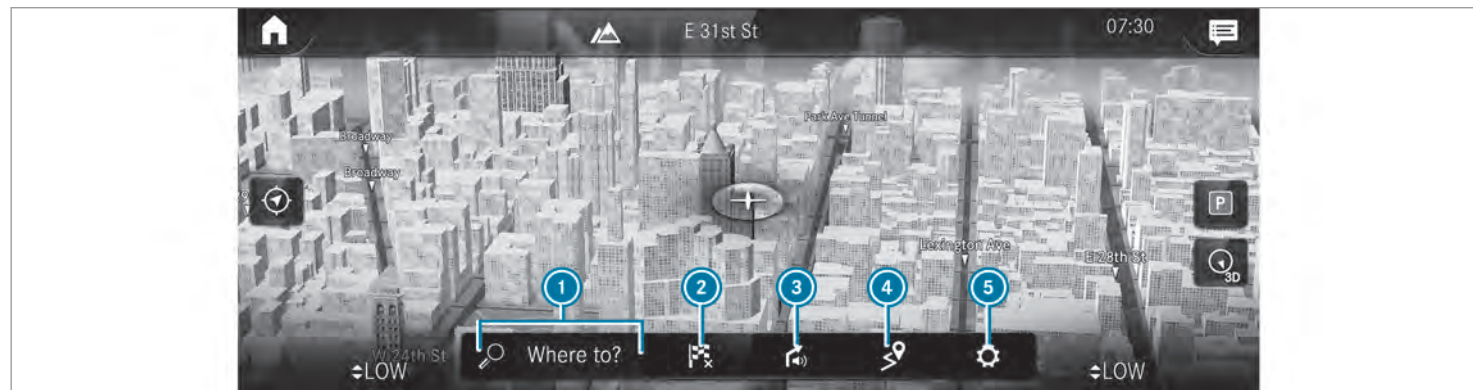 E 31st St
07:30
Broadway
Park Ave Tunnel
Broadway
P
Lexington Ave
E 28th St
3D
1
2
3
4
5
W 24th St
Where to?
LOW
LOW